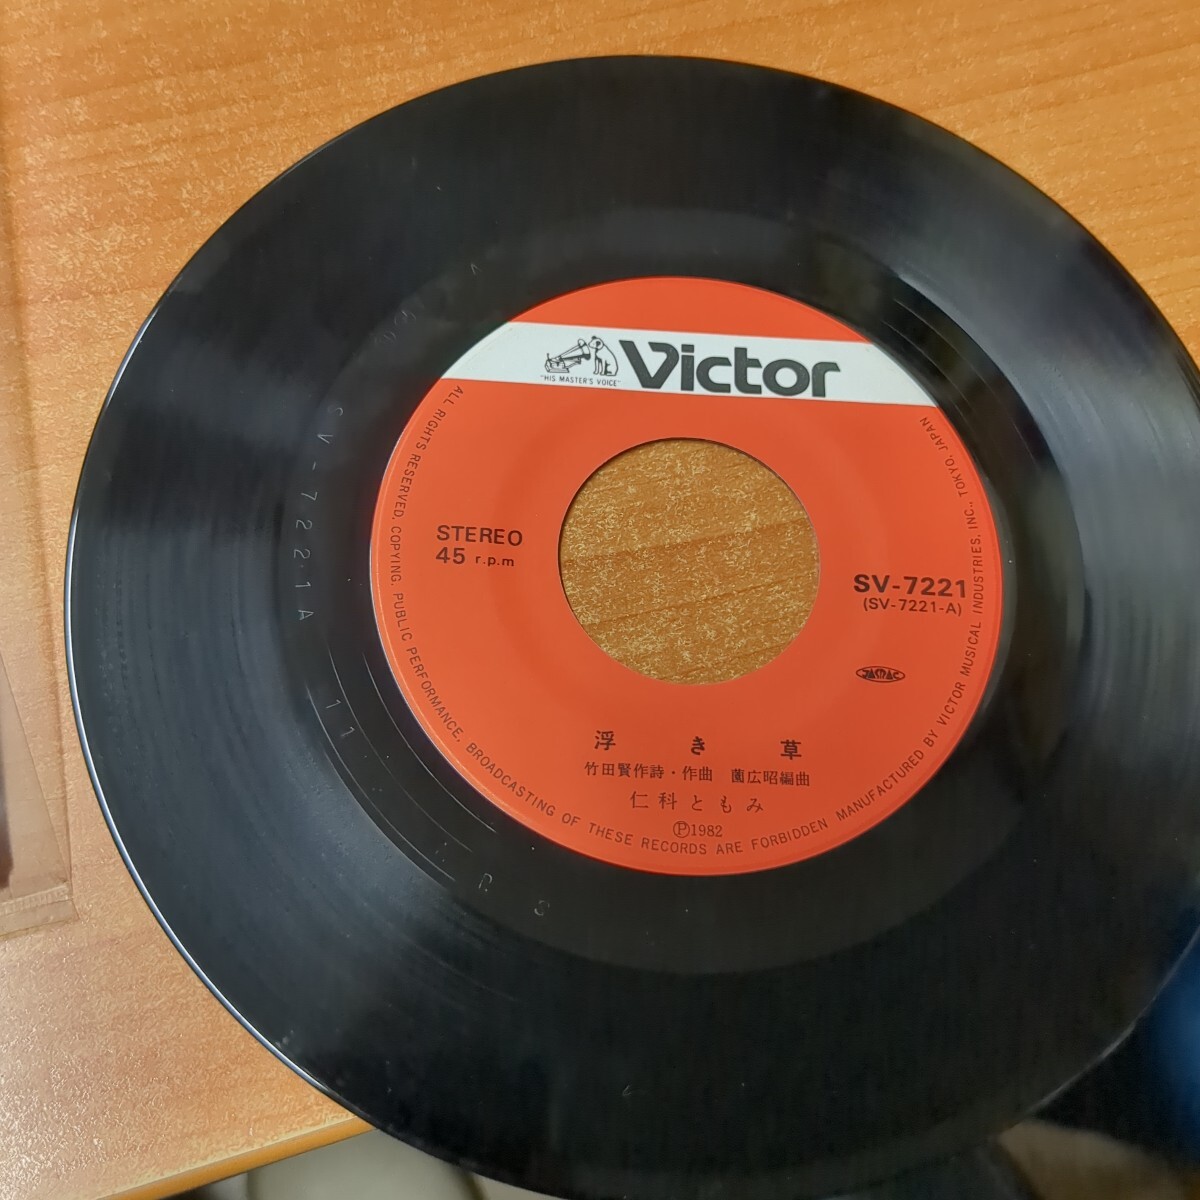 "HIS MASTER'S VOICE"
Victor
STEREO
45 r.p.m
SV-7221
(SV-7221-A)
JASRAC
浮き草
竹田賢作詩・作曲 薗広昭編曲
仁科ともみ
Ⓟ1982
ALL RIGHTS RESERVED. COPYING, PUBLIC PERFORMANCE, BROADCASTING OF THESE RECORDS ARE FORBIDDEN MANUFACTURED BY VICTOR MUSICAL INDUSTRIES, INC., TOKYO, JAPAN
SV-7221A
11